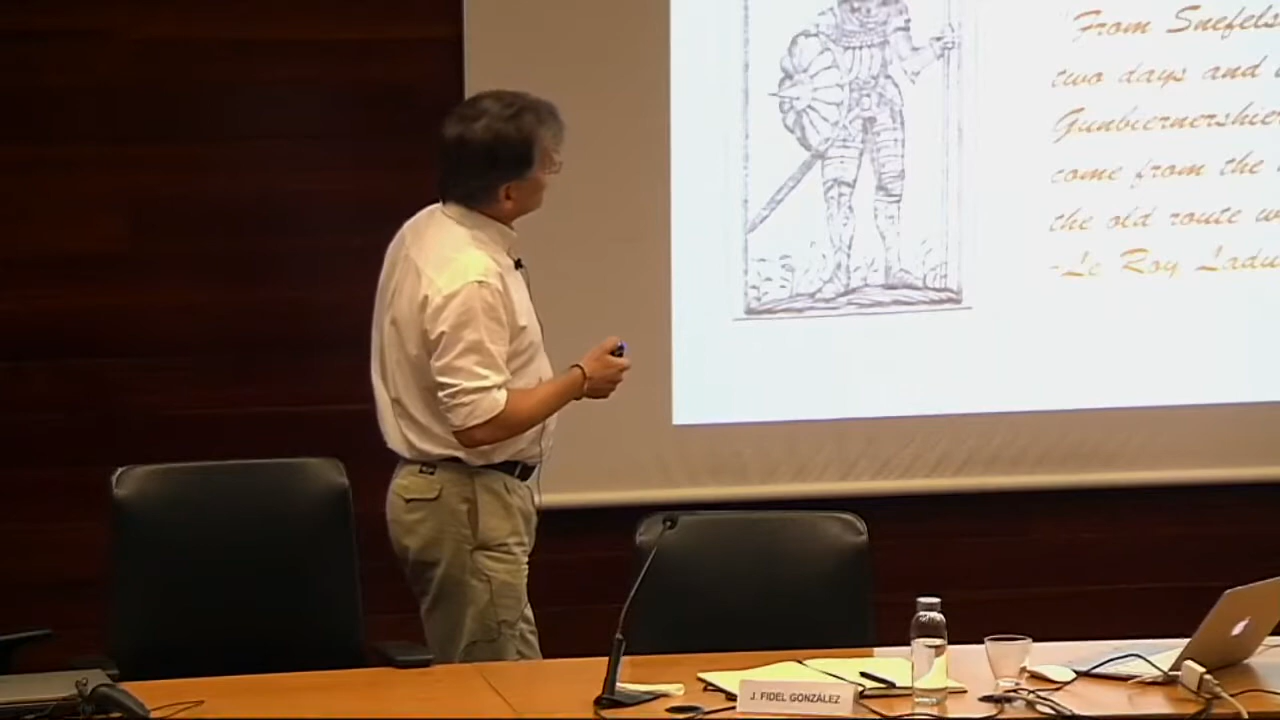 "From Snefels
two days and
Gunbiernershier
come from the
the old route w
-Le Roy Ladu
J. FIDEL GONZÁLEZ